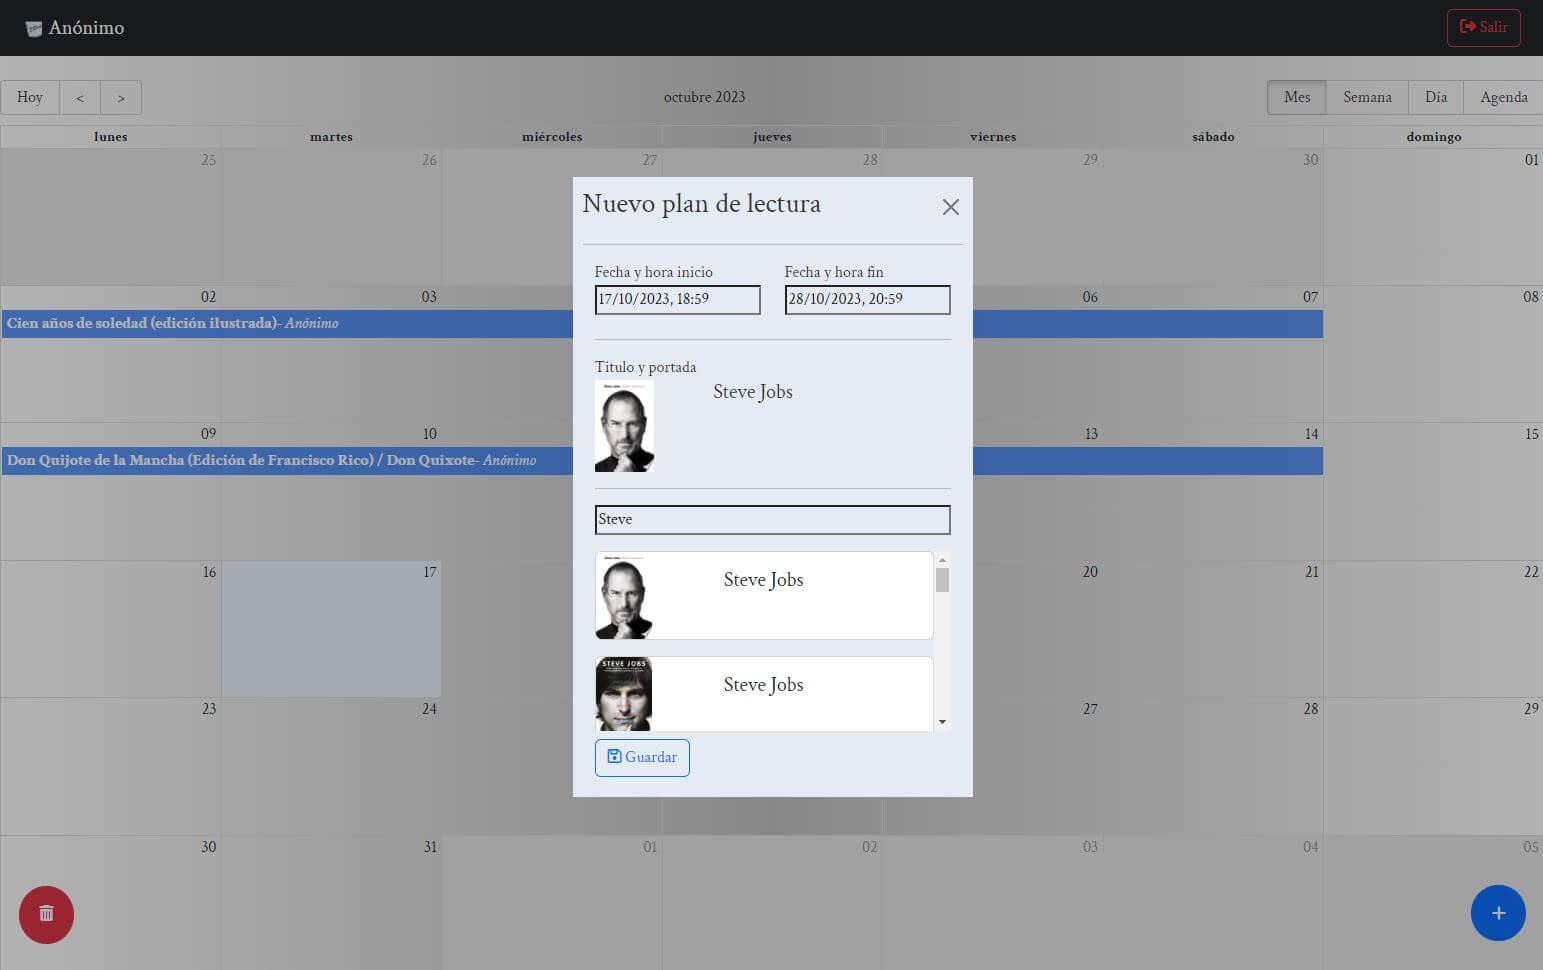 Anónimo
Salir
Hoy < > octubre 2023 Mes Semana Día Agenda
lunes martes miércoles jueves viernes sábado domingo
25 26 27 28 29 30 01
Nuevo plan de lectura
Fecha y hora inicio Fecha y hora fin
17/10/2023, 18:59 28/10/2023, 20:59
Titulo y portada
Steve Jobs
Steve
Steve Jobs
STEVE JOBS
Steve Jobs
Guardar
02 03 06 07 08
Cien años de soledad (edición ilustrada)- Anónimo
09 10 13 14 15
Don Quijote de la Mancha (Edición de Francisco Rico) / Don Quixote- Anónimo
16 17 20 21 22
23 24 27 28 29
30 31 01 02 03 04 05
+